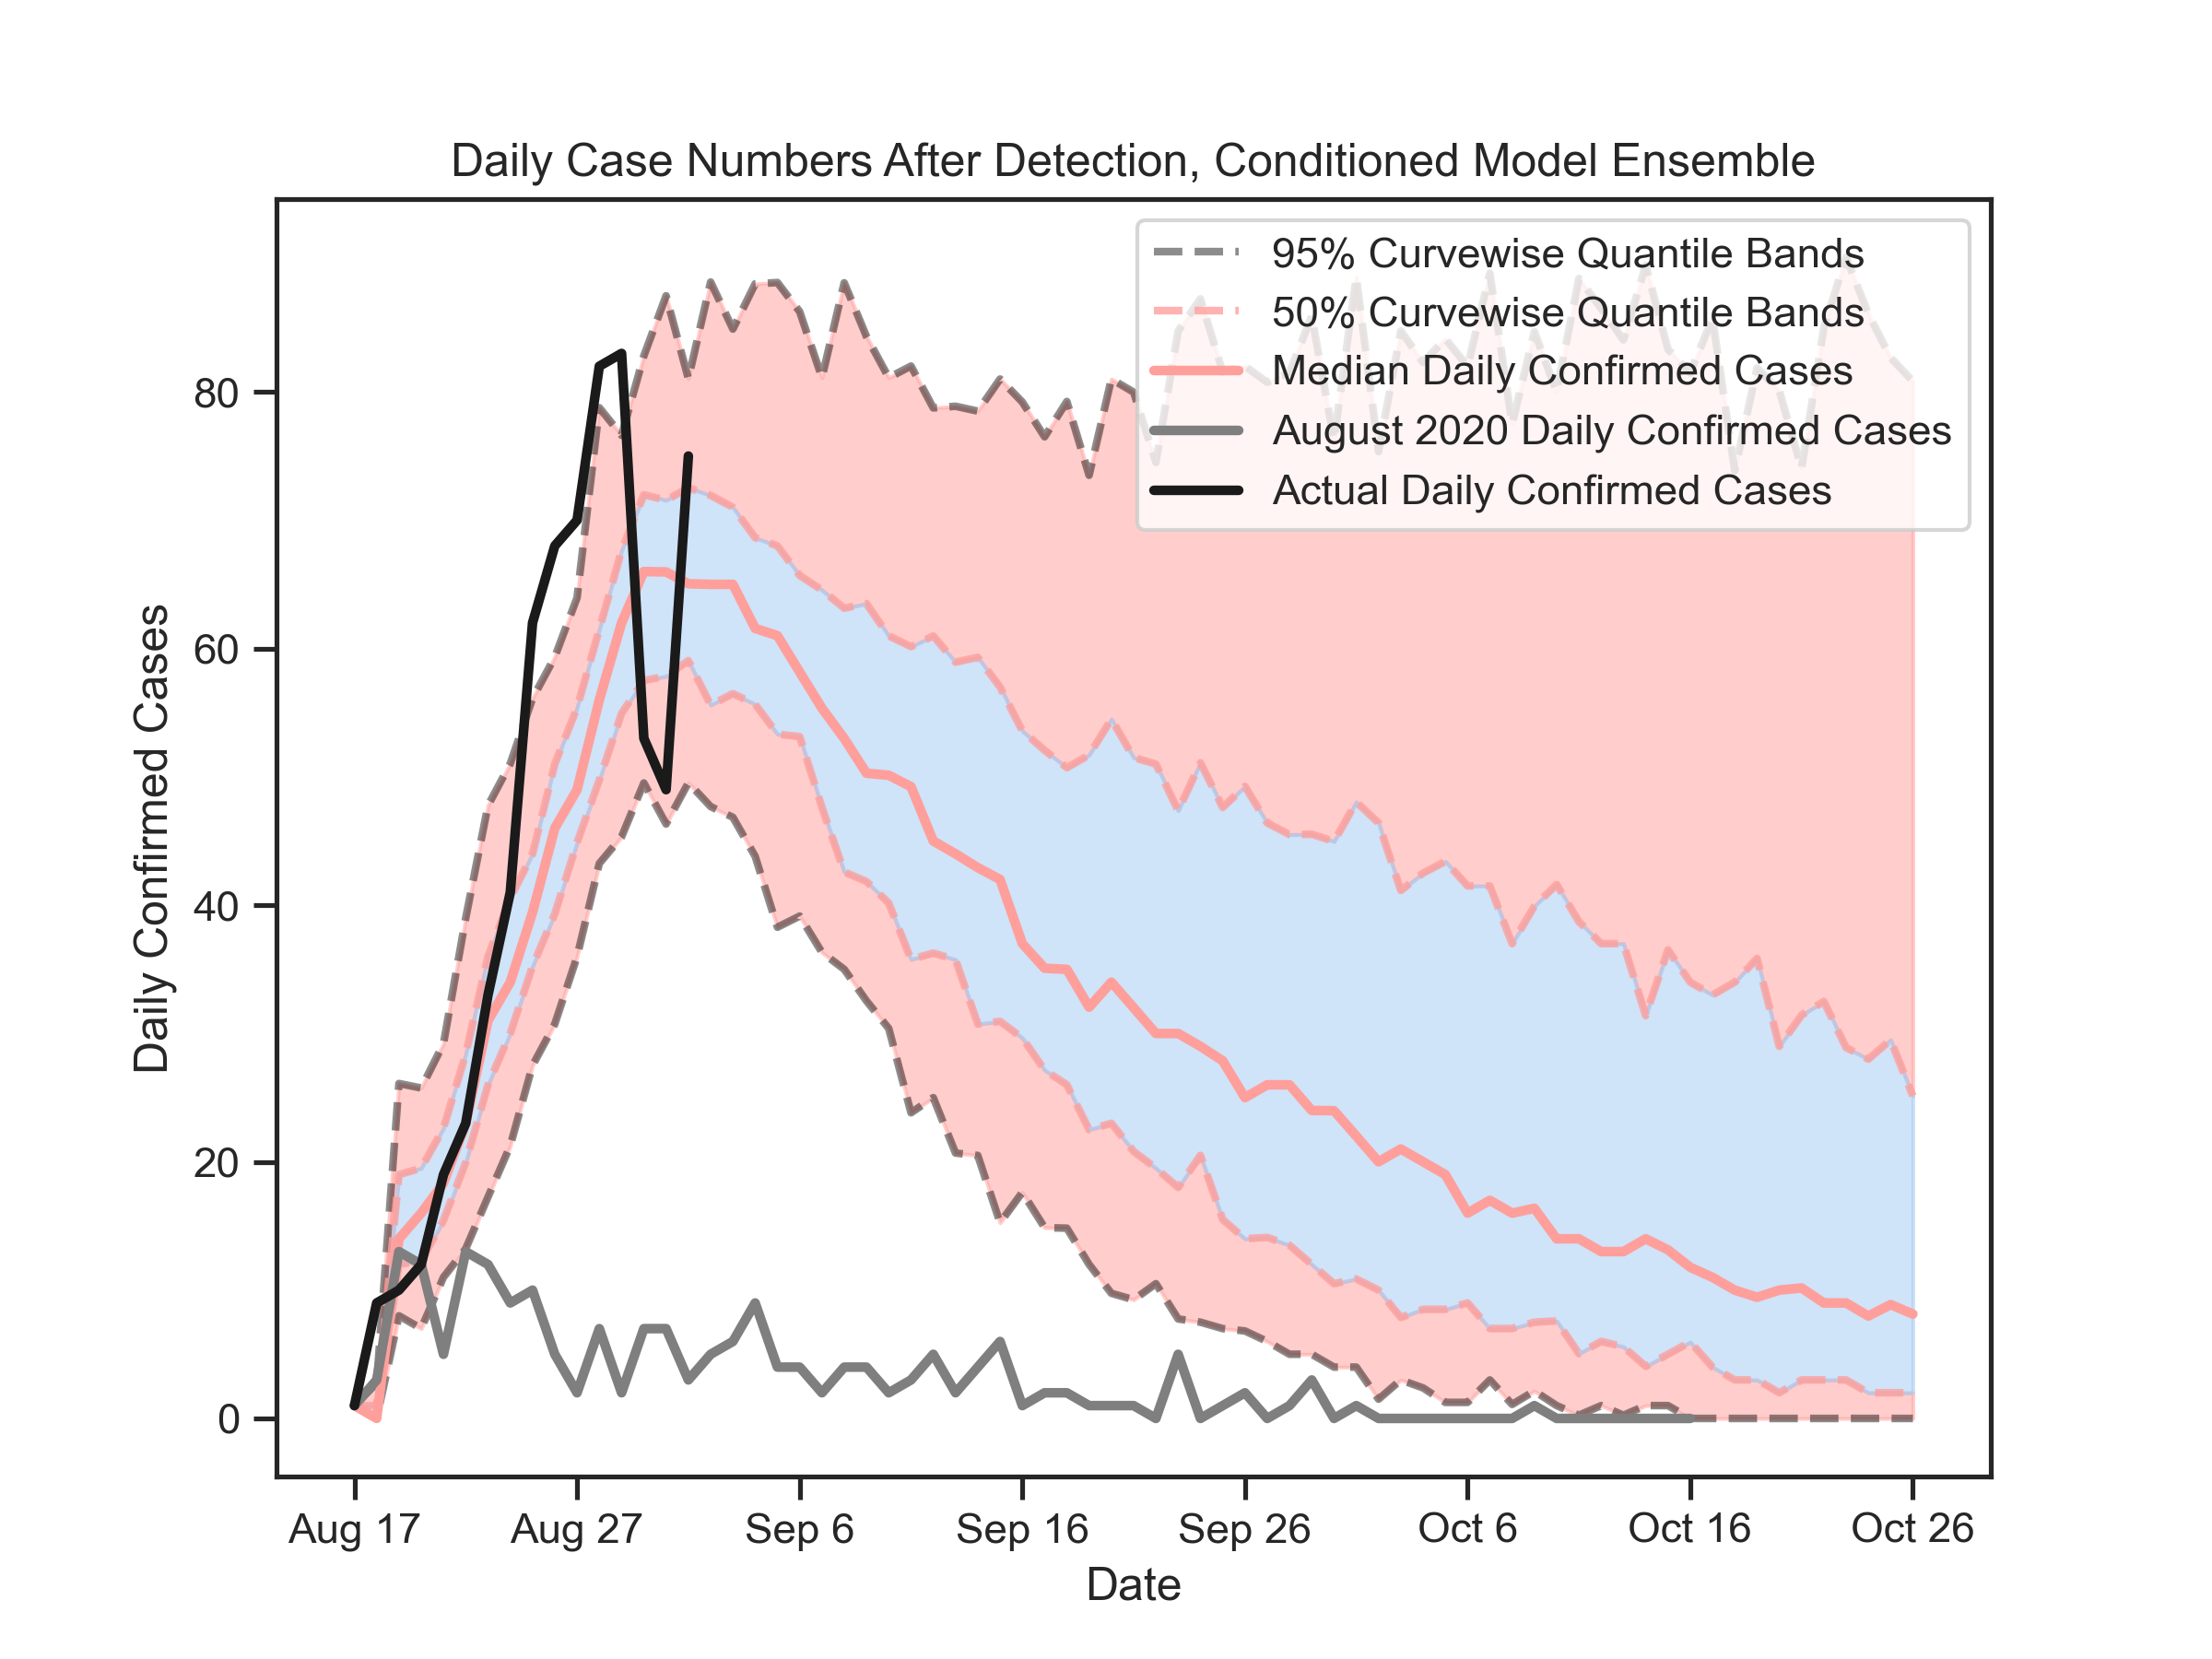 Daily Case Numbers After Detection, Conditioned Model Ensemble
95% Curvewise Quantile Bands
50% Curvewise Quantile Bands
Median Daily Confirmed Cases
August 2020 Daily Confirmed Cases
Actual Daily Confirmed Cases
Daily Confirmed Cases
80
60
40
20
0
Aug 17 Aug 27 Sep 6 Sep 16 Sep 26 Oct 6 Oct 16 Oct 26
Date